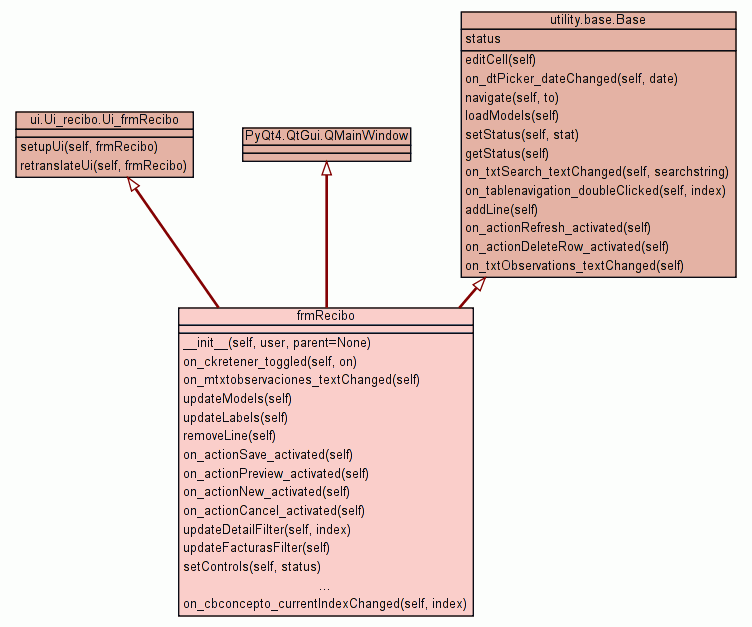 utility.base.Base
status
editCell(self)
on_dtPicker_dateChanged(self, date)
navigate(self, to)
loadModels(self)
setStatus(self, stat)
getStatus(self)
on_txtSearch_textChanged(self, searchstring)
on_tablenavigation_doubleClicked(self, index)
addLine(self)
on_actionRefresh_activated(self)
on_actionDeleteRow_activated(self)
on_txtObservations_textChanged(self)
ui.Ui_recibo.Ui_frmRecibo
setupUi(self, frmRecibo)
retranslateUi(self, frmRecibo)
PyQt4.QtGui.QMainWindow
frmRecibo
__init__(self, user, parent=None)
on_ckretener_toggled(self, on)
on_mtxtobservaciones_textChanged(self)
updateModels(self)
updateLabels(self)
removeLine(self)
on_actionSave_activated(self)
on_actionPreview_activated(self)
on_actionNew_activated(self)
on_actionCancel_activated(self)
updateDetailFilter(self, index)
updateFacturasFilter(self)
setControls(self, status)
...
on_cbconcepto_currentIndexChanged(self, index)